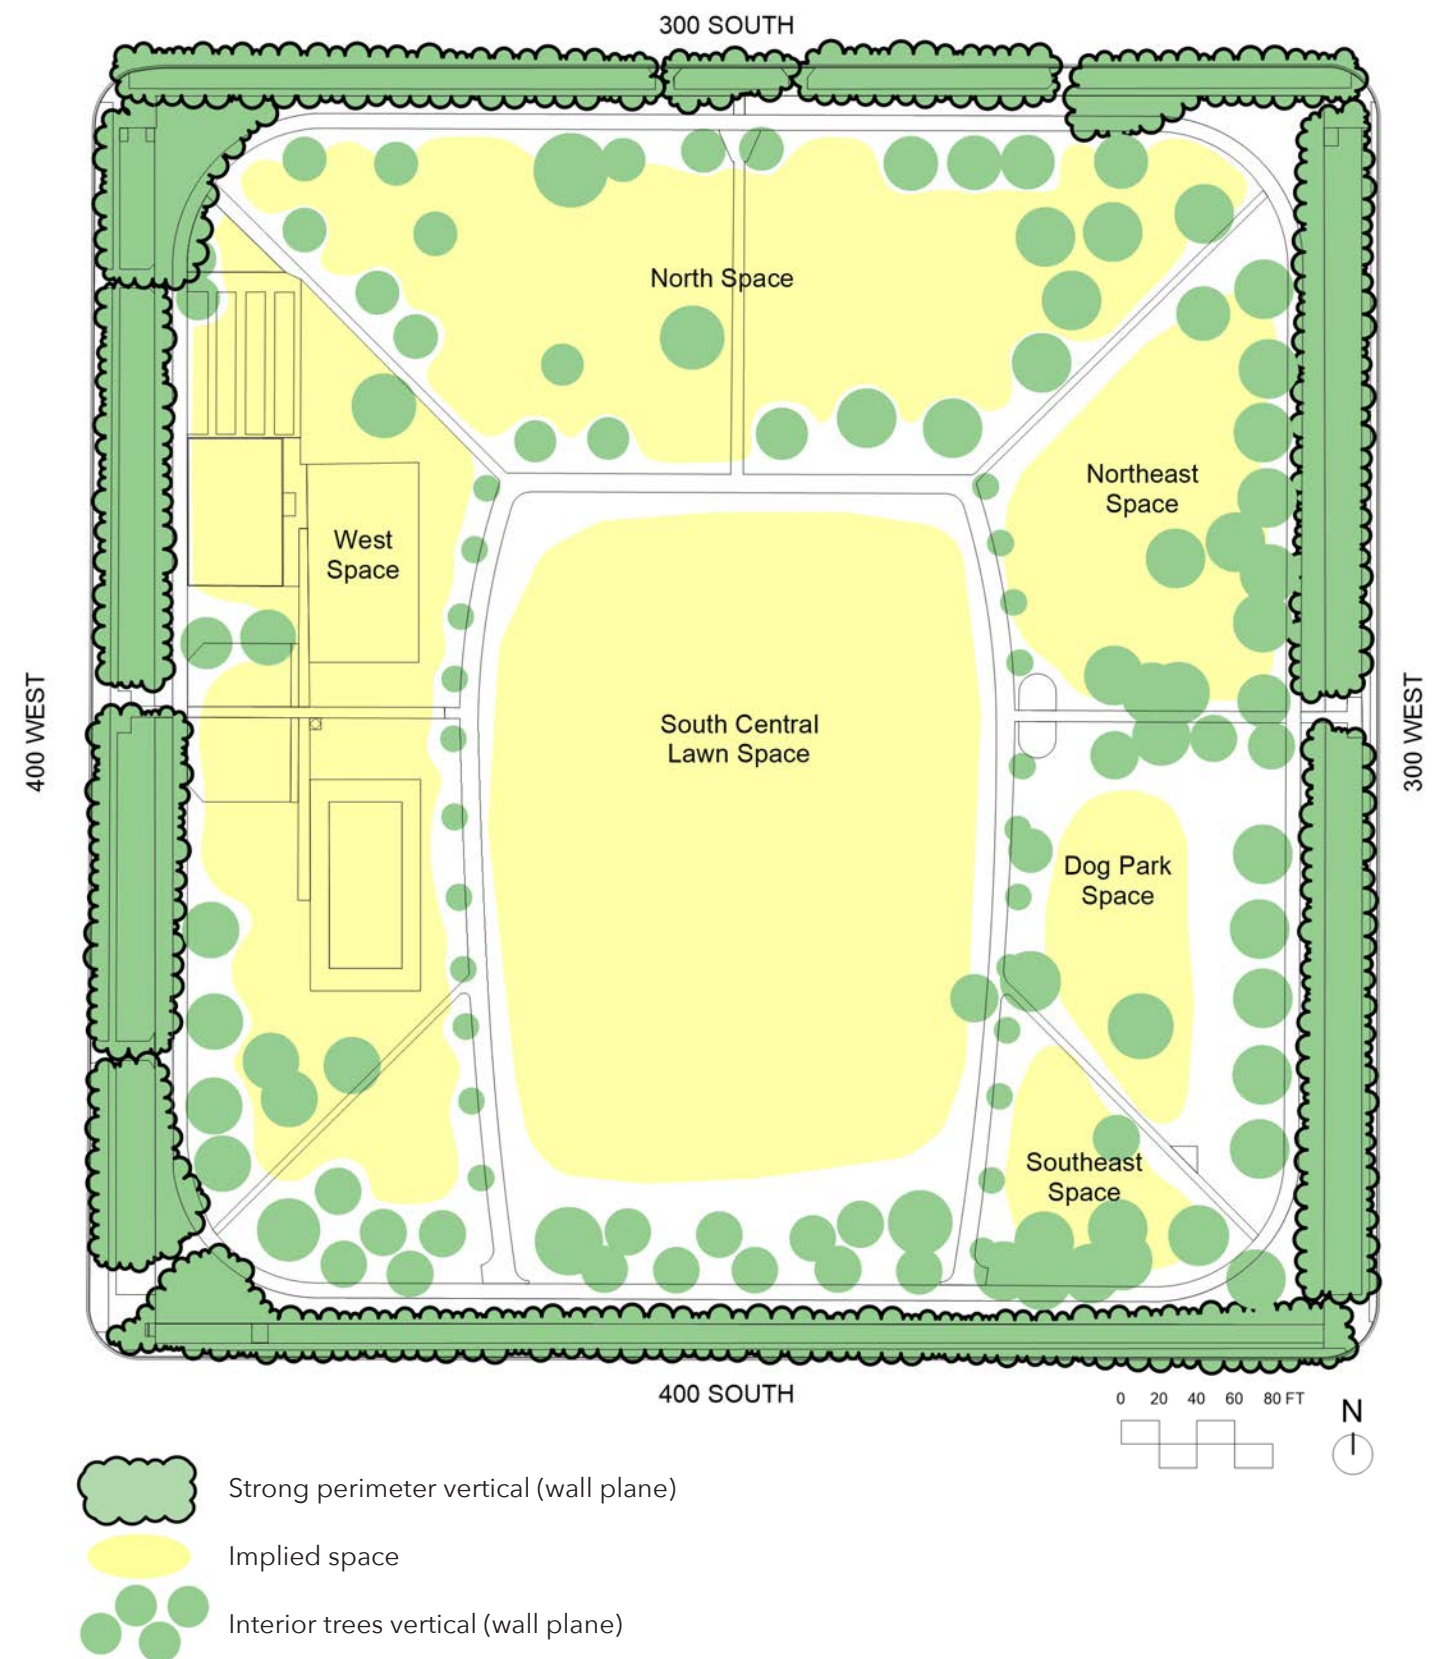 300 SOUTH
North Space
Northeast
Space
West
Space
400 WEST
300 WEST
South Central
Lawn Space
Dog Park
Space
Southeast
Space
400 SOUTH
0 20 40 60 80 FT
N
Strong perimeter vertical (wall plane)
Implied space
Interior trees vertical (wall plane)